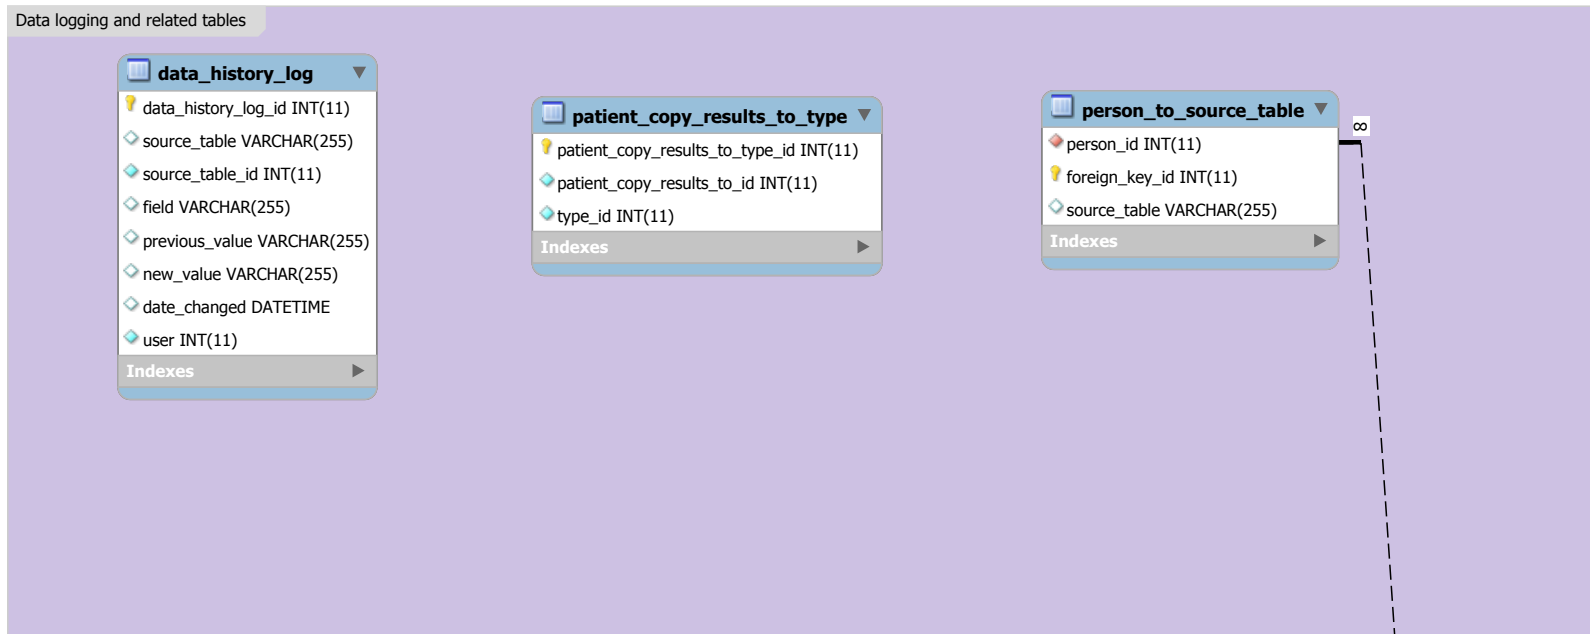 Data logging and related tables
data_history_log
data_history_log_id INT(11)
source_table VARCHAR(255)
source_table_id INT(11)
field VARCHAR(255)
previous_value VARCHAR(255)
new_value VARCHAR(255)
date_changed DATETIME
user INT(11)
Indexes
patient_copy_results_to_type
patient_copy_results_to_type_id INT(11)
patient_copy_results_to_id INT(11)
type_id INT(11)
Indexes
person_to_source_table
person_id INT(11)
foreign_key_id INT(11)
source_table VARCHAR(255)
Indexes
∞